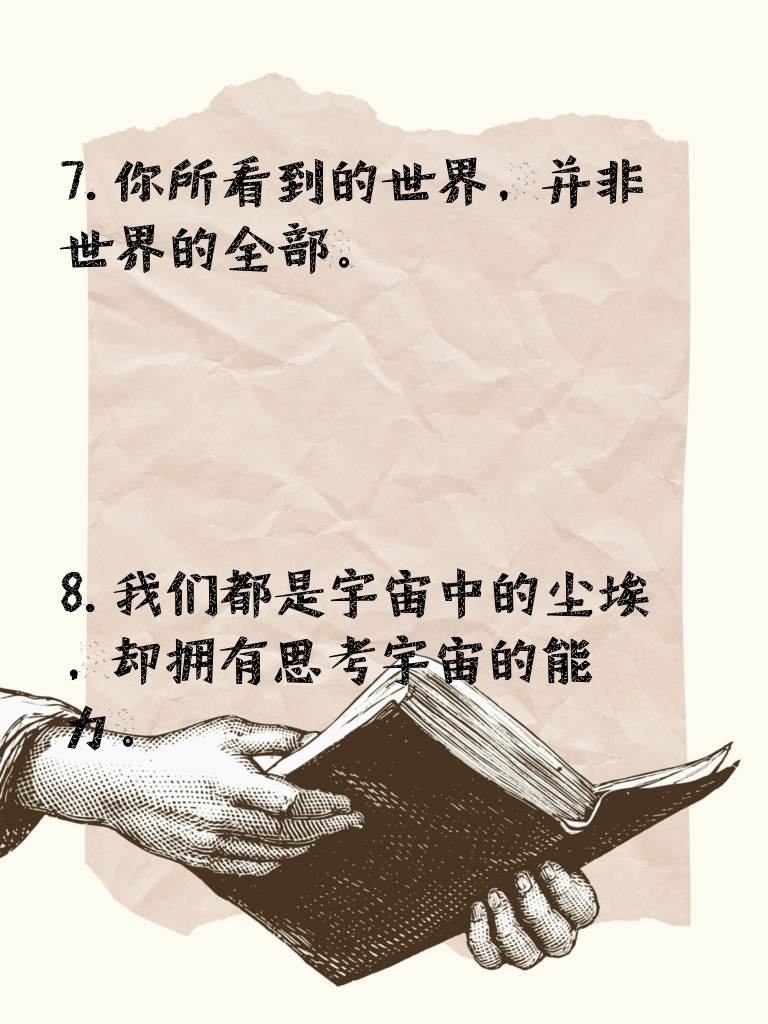 7. 你所看到的世界，并非
世界的全部。
8. 我们都是宇宙中的尘埃
，却拥有思考宇宙的能
力。